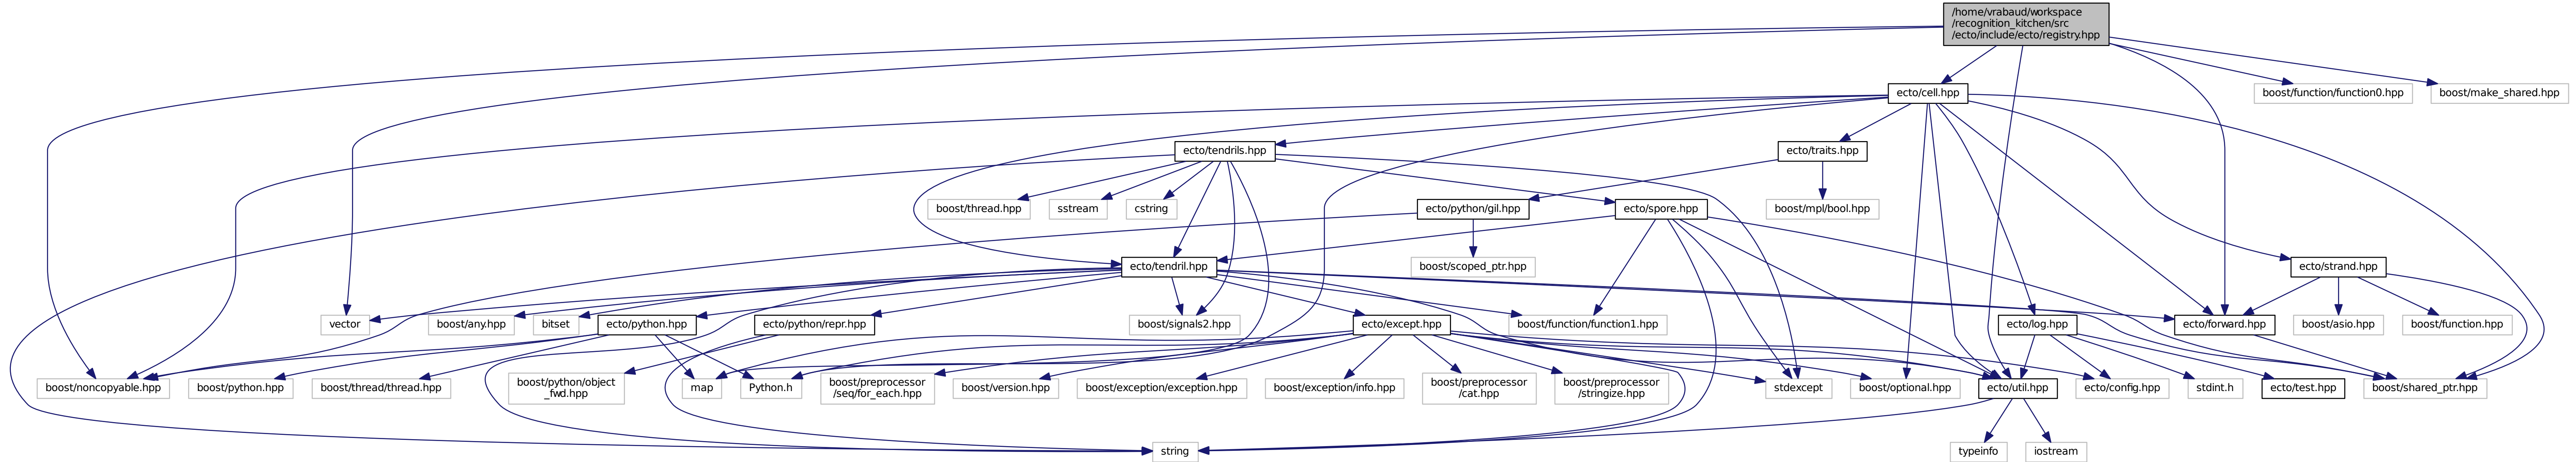 /home/vrabaud/workspace
/recognition_kitchen/src
/ecto/include/ecto/registry.hpp
ecto/cell.hpp
boost/function/function0.hpp
boost/make_shared.hpp
ecto/tendrils.hpp
ecto/traits.hpp
boost/thread.hpp
sstream
cstring
ecto/python/gil.hpp
ecto/spore.hpp
boost/mpl/bool.hpp
ecto/tendril.hpp
boost/scoped_ptr.hpp
ecto/strand.hpp
vector
boost/any.hpp
bitset
ecto/python.hpp
ecto/python/repr.hpp
boost/signals2.hpp
ecto/except.hpp
boost/function/function1.hpp
ecto/log.hpp
ecto/forward.hpp
boost/asio.hpp
boost/function.hpp
boost/noncopyable.hpp
boost/python.hpp
boost/thread/thread.hpp
boost/python/object
_fwd.hpp
map
Python.h
boost/preprocessor
/seq/for_each.hpp
boost/version.hpp
boost/exception/exception.hpp
boost/exception/info.hpp
boost/preprocessor
/cat.hpp
boost/preprocessor
/stringize.hpp
stdexcept
boost/optional.hpp
ecto/util.hpp
ecto/config.hpp
stdint.h
ecto/test.hpp
boost/shared_ptr.hpp
string
typeinfo
iostream